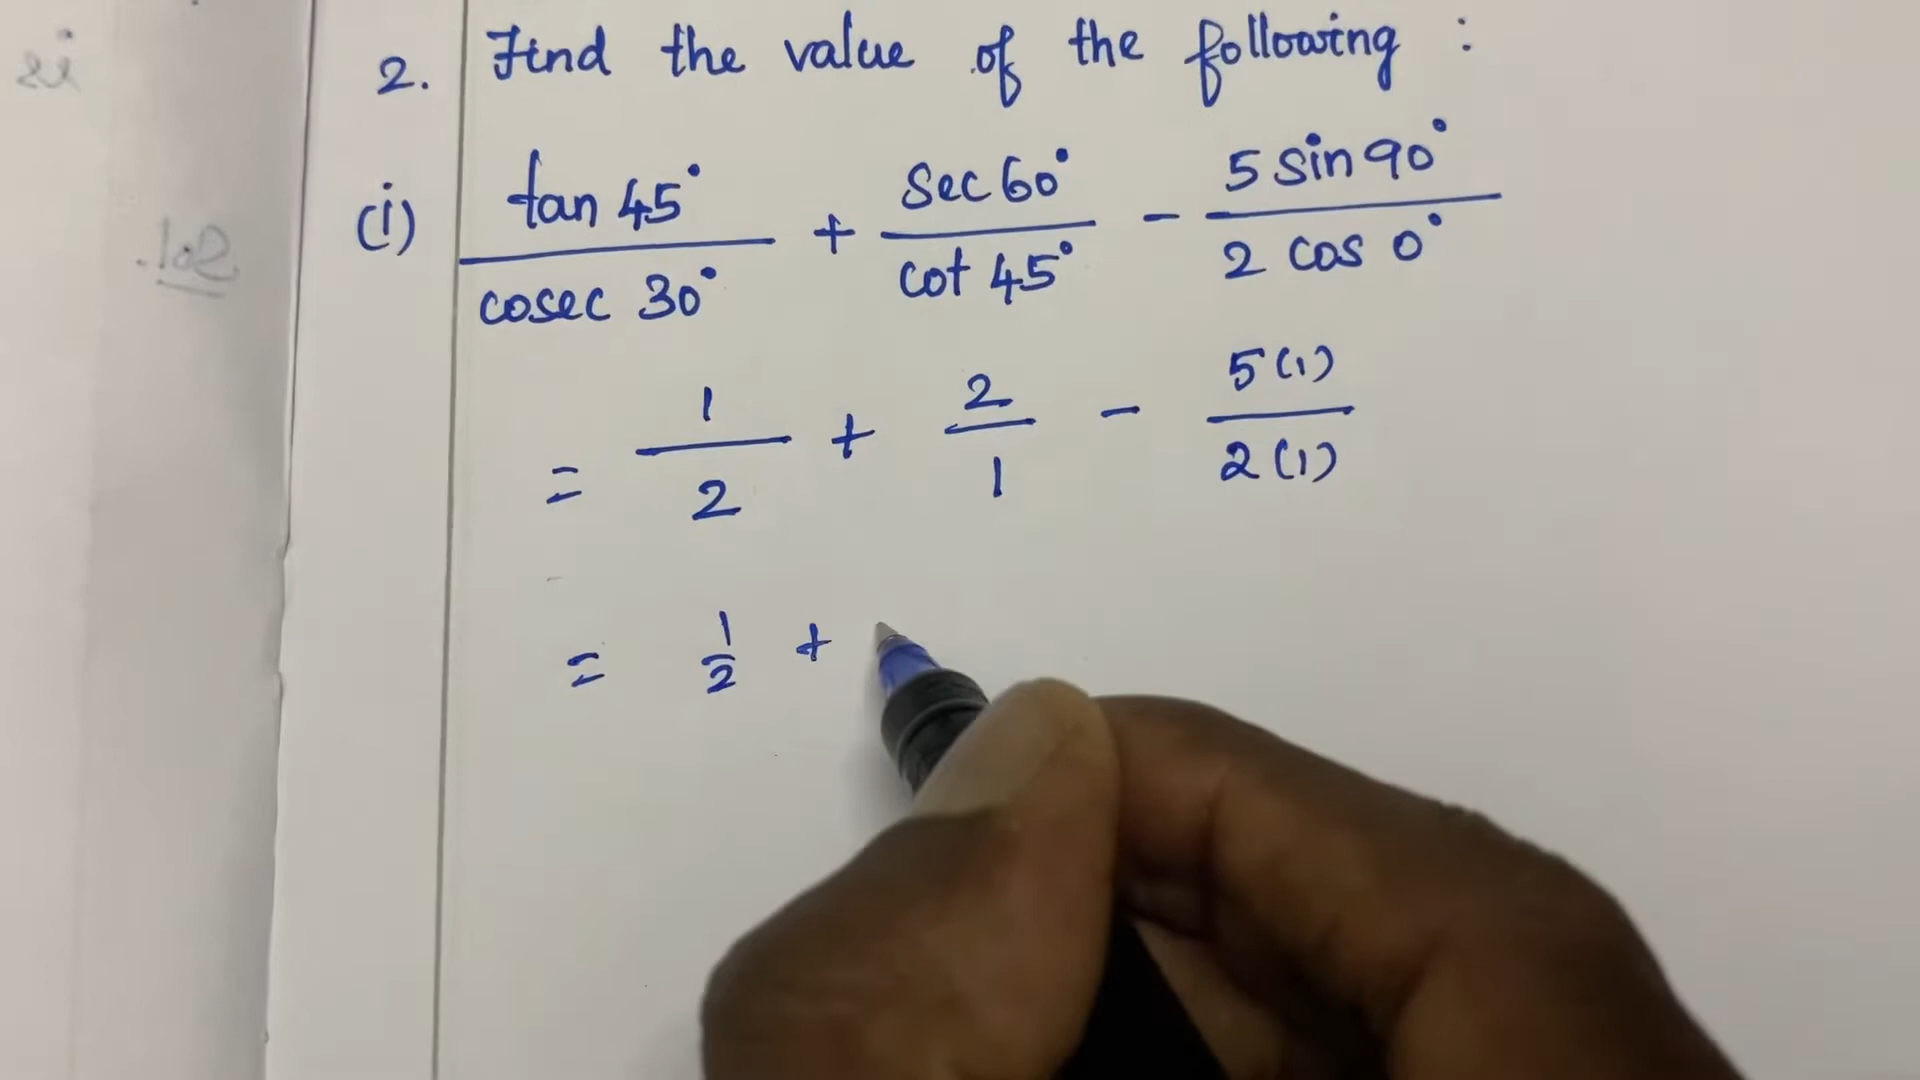 2. Find the value of the following :
(i) tan 45° / cosec 30° + sec 60° / cot 45° - 5 sin 90° / 2 cos 0°
= 1/2 + 2/1 - 5(1)/2(1)
= 1/2 +